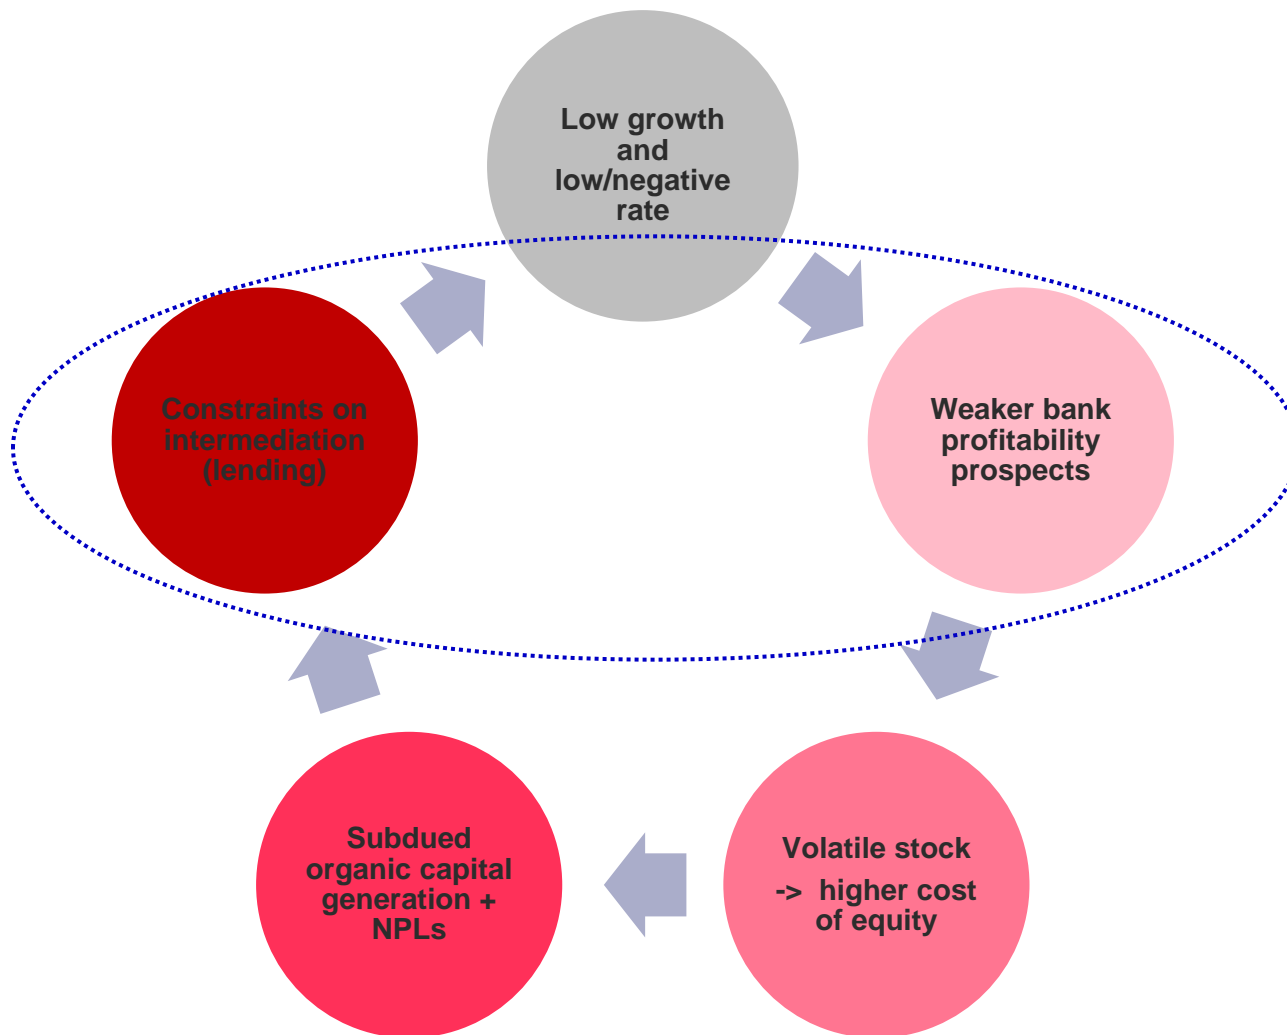 Low growth
and
low/negative
rate
Constraints on
intermediation
(lending)
Weaker bank
profitability
prospects
Subdued
organic capital
generation +
NPLs
Volatile stock
-> higher cost
of equity